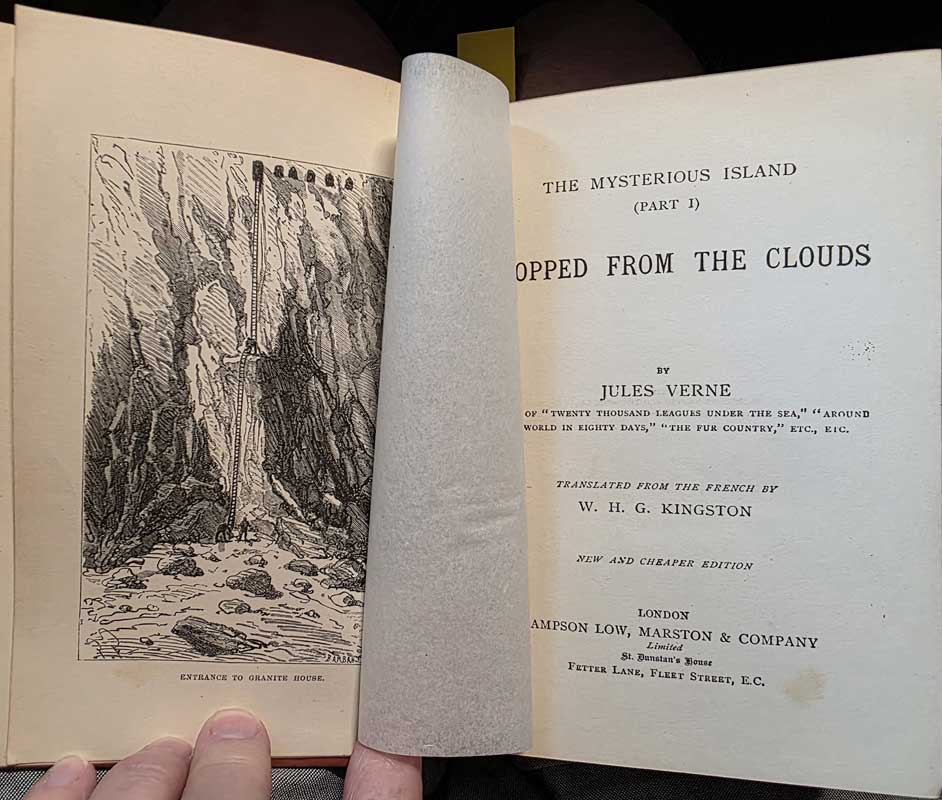 ENTRANCE TO GRANITE HOUSE.
THE MYSTERIOUS ISLAND
(PART I)
OPPED FROM THE CLOUDS
BY
JULES VERNE
OF "TWENTY THOUSAND LEAGUES UNDER THE SEA," "AROUND
WORLD IN EIGHTY DAYS," "THE FUR COUNTRY," ETC., ETC.
TRANSLATED FROM THE FRENCH BY
W. H. G. KINGSTON
NEW AND CHEAPER EDITION
LONDON
AMPSON LOW, MARSTON & COMPANY
Limited
St. Dunstan's House
FETTER LANE, FLEET STREET, E.C.